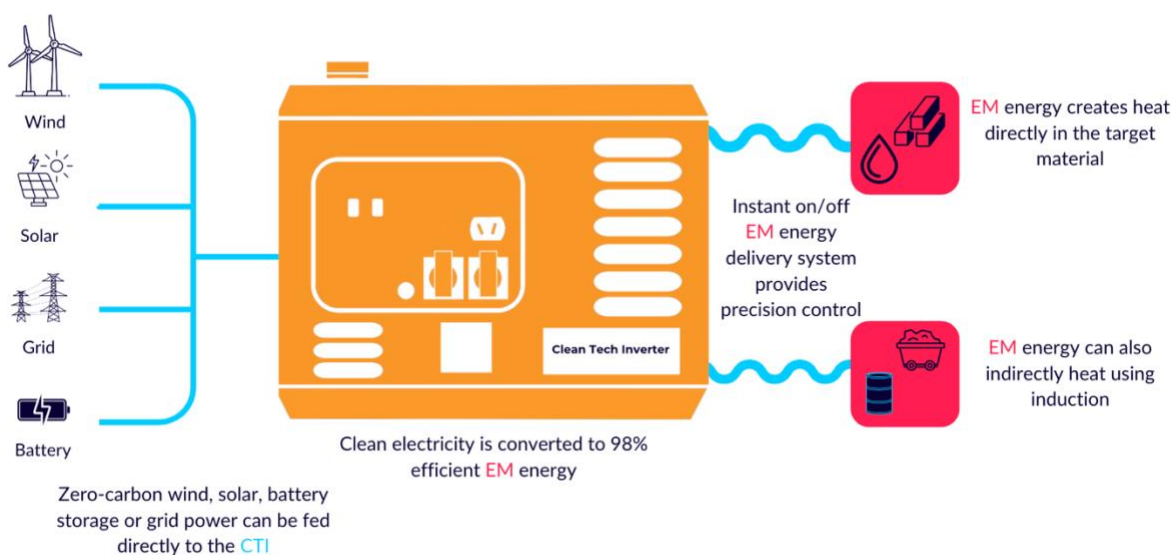 Wind
Solar
Grid
Battery
Zero-carbon wind, solar, battery
storage or grid power can be fed
directly to the CTI
Clean Tech Inverter
Clean electricity is converted to 98%
efficient EM energy
Instant on/off
EM energy
delivery system
provides
precision control
EM energy creates heat
directly in the target
material
EM energy can also
indirectly heat using
induction